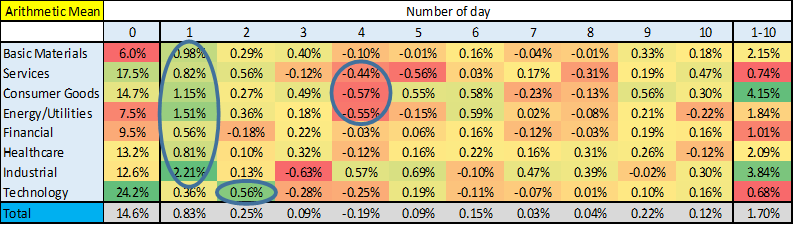 Arithmetic Mean Number of day
0 1 2 3 4 5 6 7 8 9 10 1-10
Basic Materials 6.0% 0.98% 0.29% 0.40% -0.10% -0.01% 0.16% -0.04% -0.01% 0.33% 0.18% 2.15%
Services 17.5% 0.82% 0.56% -0.12% -0.44% -0.56% 0.03% 0.17% -0.31% 0.19% 0.47% 0.74%
Consumer Goods 14.7% 1.15% 0.27% 0.49% -0.57% 0.55% 0.58% -0.23% -0.13% 0.56% 0.30% 4.15%
Energy/Utilities 7.5% 1.51% 0.36% 0.18% -0.55% -0.15% 0.59% 0.02% -0.08% 0.21% -0.22% 1.84%
Financial 9.5% 0.56% -0.18% 0.22% -0.03% 0.06% 0.16% -0.12% -0.03% 0.19% 0.16% 1.01%
Healthcare 13.2% 0.81% 0.10% 0.32% -0.12% 0.16% 0.22% 0.16% 0.31% 0.26% -0.12% 2.09%
Industrial 12.6% 2.21% 0.13% -0.63% 0.57% 0.69% -0.10% 0.47% 0.39% -0.02% 0.30% 3.84%
Technology 24.2% 0.36% 0.56% -0.28% -0.25% 0.19% -0.11% -0.07% 0.01% 0.10% 0.16% 0.68%
Total 14.6% 0.83% 0.25% 0.09% -0.19% 0.09% 0.15% 0.03% 0.04% 0.22% 0.12% 1.70%